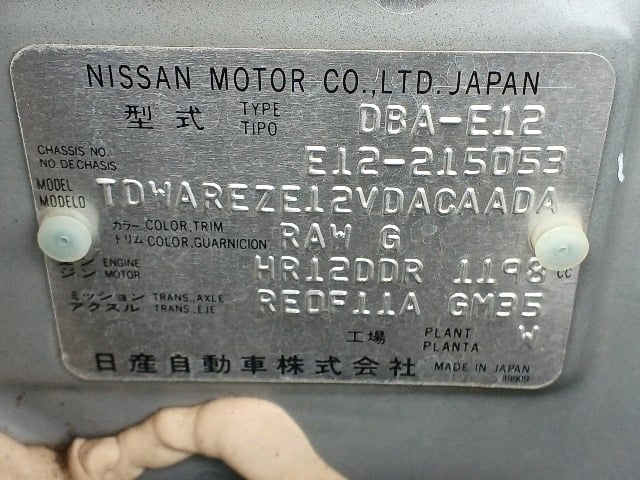 NISSAN MOTOR CO.,LTD. JAPAN
型式 TYPE TIPO DBA-E12
CHASSIS NO. NO DECHASIS E12-215053
MODEL MODELO TDWAREZE12VDACAADA
カラー COLOR,TRIM
トリム COLOR,GUARNICION RAW G
エンジン ENGINE MOTOR HR12DDR 1198 CC
ミッション TRANS.,AXLE
アクスル TRANS.,EJE RE0F11A GM35
工場 PLANT PLANTA W
日産自動車株式会社 MADE IN JAPAN